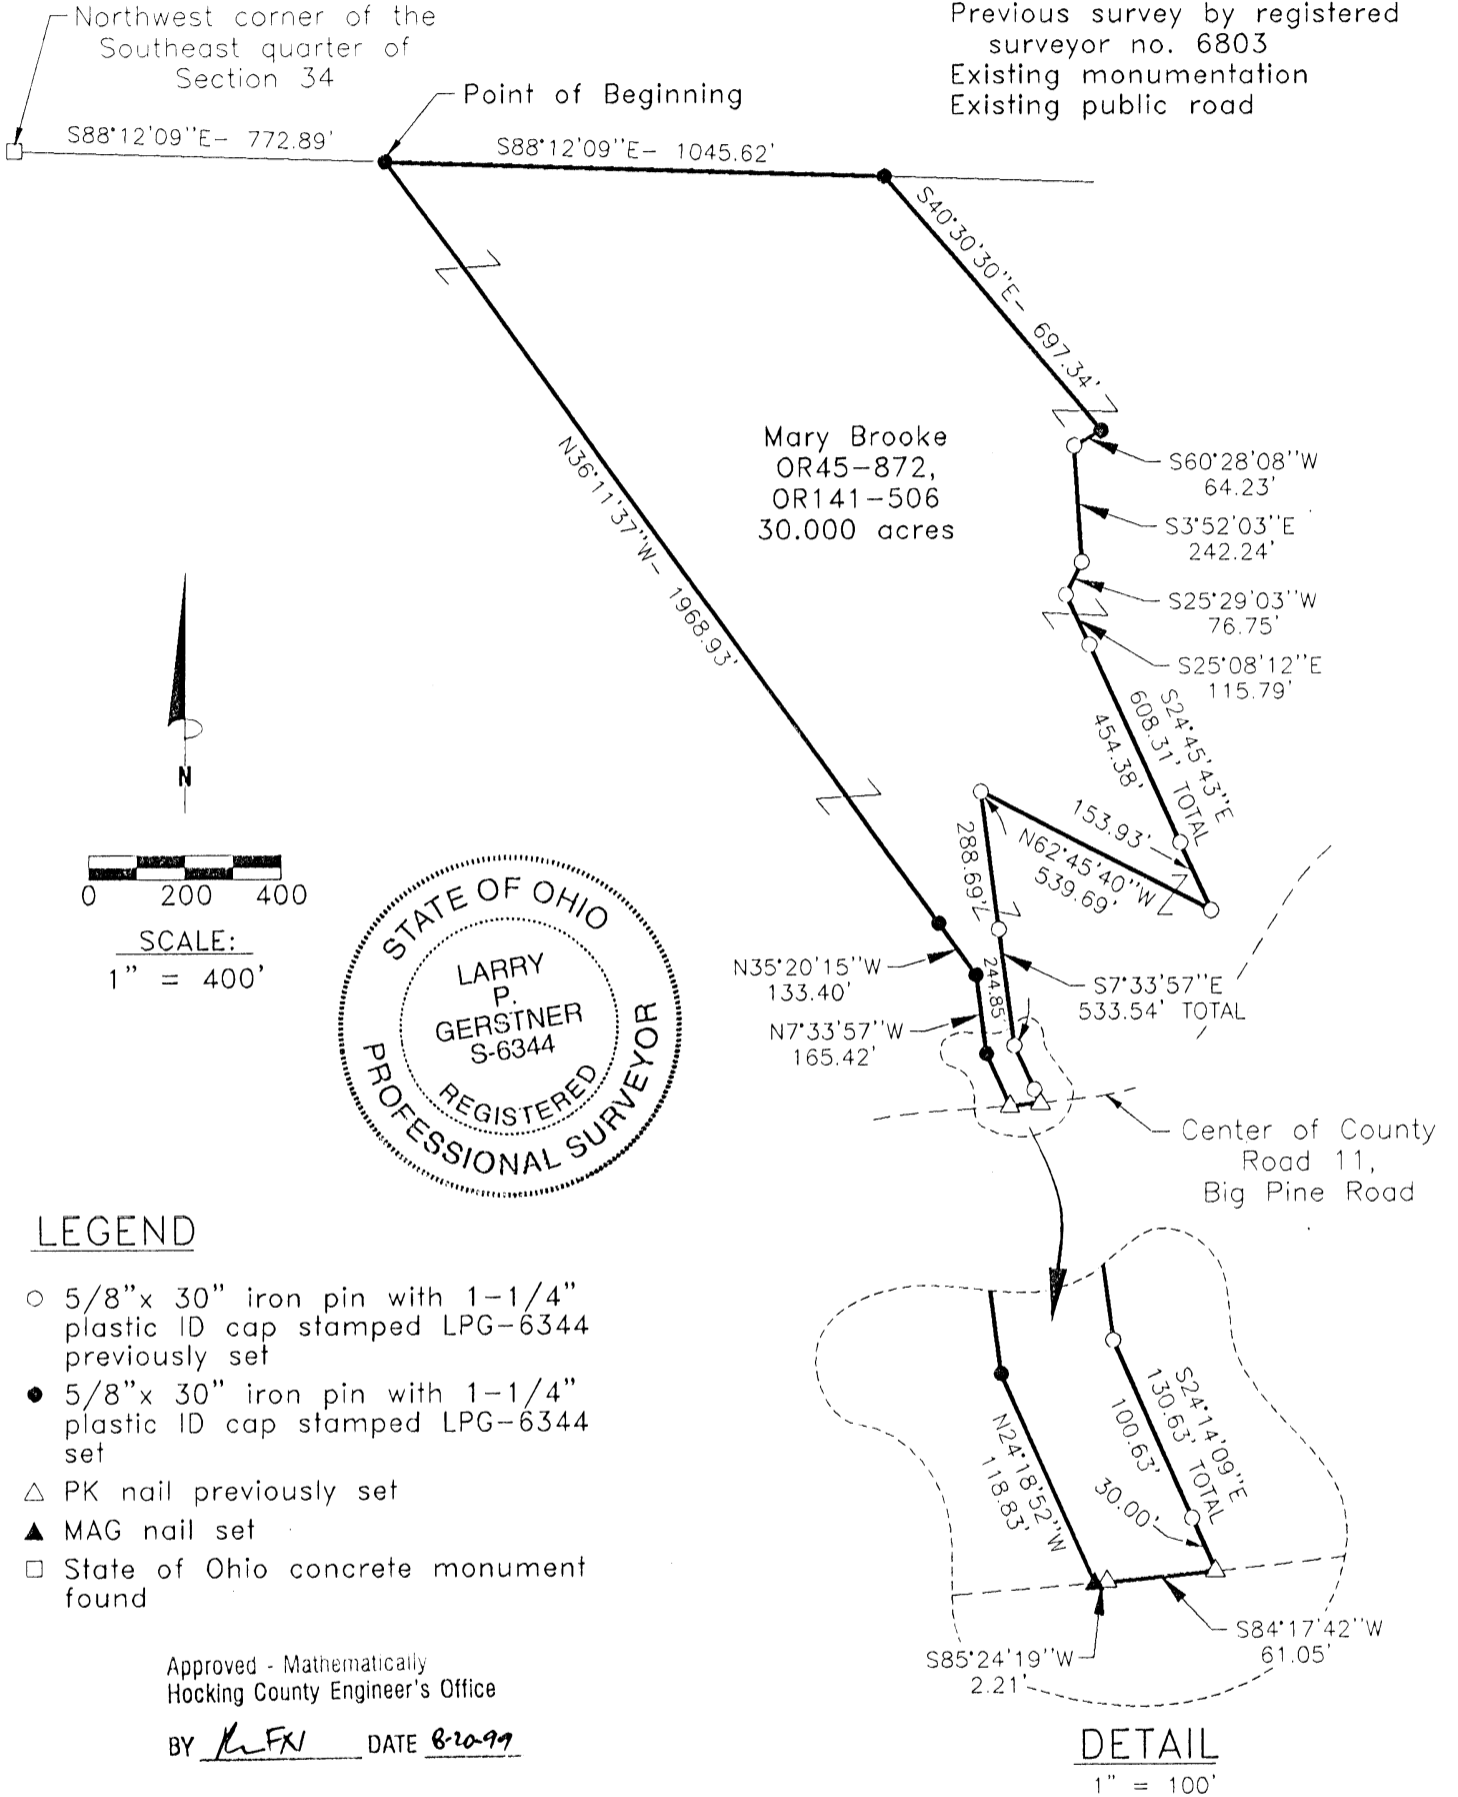 Northwest corner of the
Southeast quarter of
Section 34
Previous survey by registered
surveyor no. 6803
Existing monumentation
Existing public road
Point of Beginning
S88°12'09"E- 772.89'
S88°12'09"E- 1045.62'
S40°30'30"E- 697.34'
N36°11'37"W- 1968.93'
Mary Brooke
OR45-872,
OR141-506
30.000 acres
S60°28'08"W
64.23'
S3°52'03"E
242.24'
S25°29'03"W
76.75'
S25°08'12"E
115.79'
S24°45'43"E
608.31' TOTAL
454.38'
153.93'
N62°45'40"W
539.69'
288.69'
244.85'
S7°33'57"E
533.54' TOTAL
N35°20'15"W
133.40'
N7°33'57"W
165.42'
N
0 200 400
SCALE:
1" = 400'
STATE OF OHIO
LARRY
P.
GERSTNER
S-6344
REGISTERED
PROFESSIONAL SURVEYOR
Center of County
Road 11,
Big Pine Road
LEGEND
5/8"x 30" iron pin with 1-1/4"
plastic ID cap stamped LPG-6344
previously set
5/8"x 30" iron pin with 1-1/4"
plastic ID cap stamped LPG-6344
set
PK nail previously set
MAG nail set
State of Ohio concrete monument
found
S24°14'09"E
130.63' TOTAL
100.63'
30.00'
N24°18'52"W
118.83'
S84°17'42"W
61.05'
S85°24'19"W
2.21'
DETAIL
1" = 100'
Approved - Mathematically
Hocking County Engineer's Office
BY DATE 8-20-99